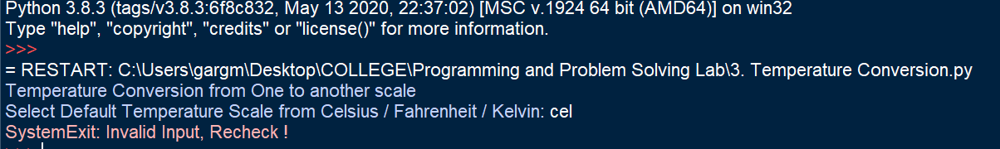 Python 3.8.3 (tags/v3.8.3:6f8c832, May 13 2020, 22:37:02) [MSC v.1924 64 bit (AMD64)] on win32
Type "help", "copyright", "credits" or "license()" for more information.
>>>
= RESTART: C:\Users\gargm\Desktop\COLLEGE\Programming and Problem Solving Lab\3. Temperature Conversion.py
Temperature Conversion from One to another scale
Select Default Temperature Scale from Celsius / Fahrenheit / Kelvin: cel
SystemExit: Invalid Input, Recheck !